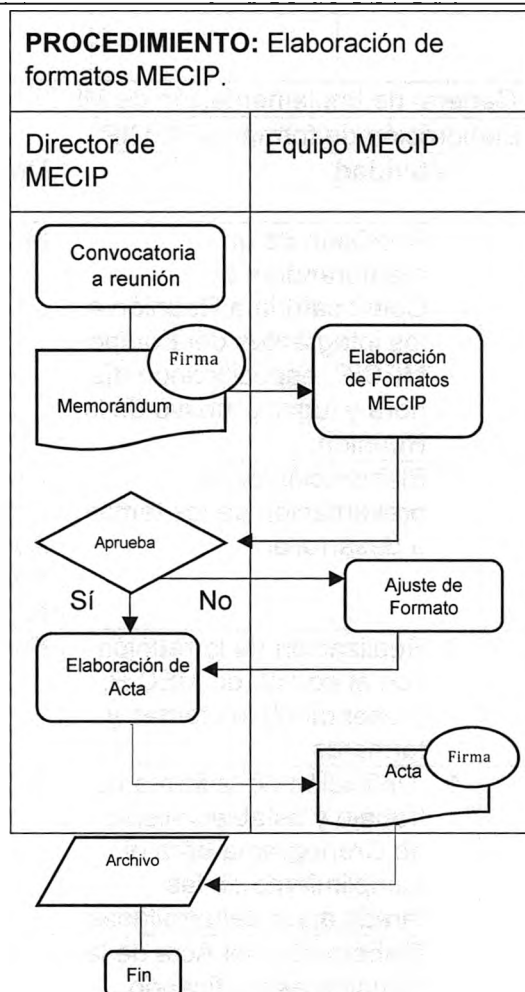 PROCEDIMIENTO: Elaboración de
formatos MECIP.
Director de
MECIP
Equipo MECIP
Convocatoria
a reunión
Firma
Memorándum
Elaboración
de Formatos
MECIP
Aprueba
Sí
No
Ajuste de
Formato
Elaboración de
Acta
Acta
Firma
Archivo
Fin